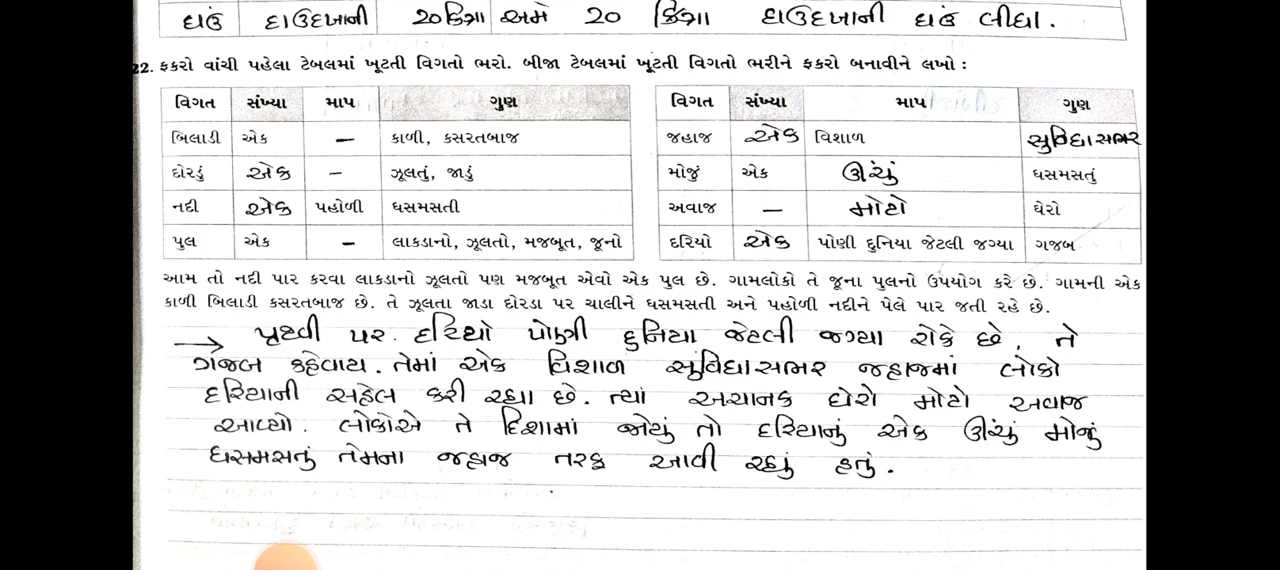 ઘઉં દાઉદખાની 20કિગ્રા અમે 20 કિગ્રા દાઉદખાની ઘઉં લીધા.
22. ફકરો વાંચી પહેલા ટેબલમાં ખૂટતી વિગતો ભરો. બીજા ટેબલમાં ખૂટતી વિગતો ભરીને ફકરો બનાવીને લખો :
વિગત સંખ્યા માપ ગુણ
બિલાડી એક – કાળી, કસરતબાજ
દોરડું એક – ઝૂલતું, જાડું
નદી એક પહોળી ધસમસતી
પુલ એક – લાકડાનો, ઝૂલતો, મજબૂત, જૂનો
વિગત સંખ્યા માપ ગુણ
જહાજ એક વિશાળ સુવિધાસભર
મોજું એક ઊંચું ધસમસતું
અવાજ – મોટો ઘેરો
દરિયો એક પોણી દુનિયા જેટલી જગ્યા ગજબ
આમ તો નદી પાર કરવા લાકડાનો ઝૂલતો પણ મજબૂત એવો એક પુલ છે. ગામલોકો તે જૂના પુલનો ઉપયોગ કરે છે. ગામની એક
કાળી બિલાડી કસરતબાજ છે. તે ઝૂલતા જાડા દોરડા પર ચાલીને ધસમસતી અને પહોળી નદીને પેલે પાર જતી રહે છે.
→ પૃથ્વી પર દરિયો પોણી દુનિયા જેટલી જગ્યા રોકે છે. તે
ગજબ કહેવાય. તેમાં એક વિશાળ સુવિધાસભર જહાજમાં લોકો
દરિયાની સહેલ કરી રહ્યા છે. ત્યાં અચાનક ઘેરો મોટો અવાજ
આવ્યો. લોકોએ તે દિશામાં જોયું તો દરિયાનું એક ઊંચું મોજું
ધસમસતું તેમના જહાજ તરફ આવી રહ્યું હતું.